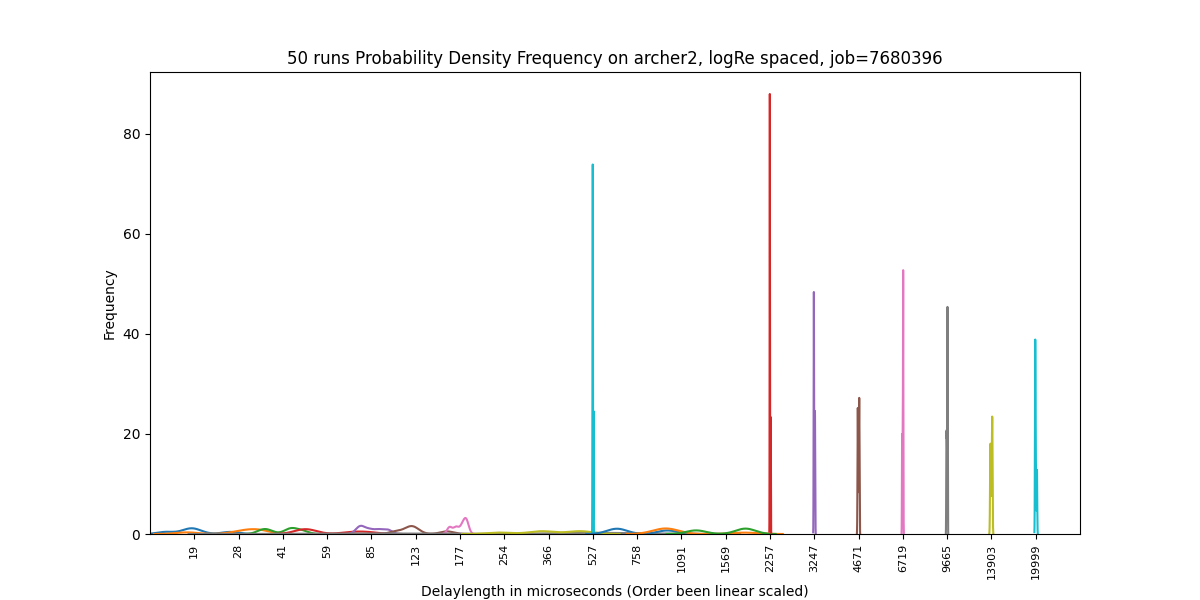 50 runs Probability Density Frequency on archer2, logRe spaced, job=7680396
Frequency
80
60
40
20
0
19 28 41 59 85 123 177 254 366 527 758 1091 1569 2257 3247 4671 6719 9665 13903 19999
Delaylength in microseconds (Order been linear scaled)